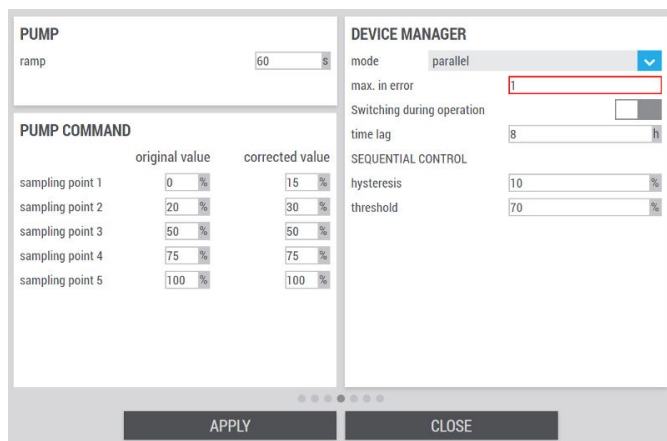 PUMP
ramp 60 s
PUMP COMMAND
original value corrected value
sampling point 1 0 % 15 %
sampling point 2 20 % 30 %
sampling point 3 50 % 50 %
sampling point 4 75 % 75 %
sampling point 5 100 % 100 %
DEVICE MANAGER
mode parallel
max. in error 1
Switching during operation
time lag 8 h
SEQUENTIAL CONTROL
hysteresis 10 %
threshold 70 %
APPLY CLOSE